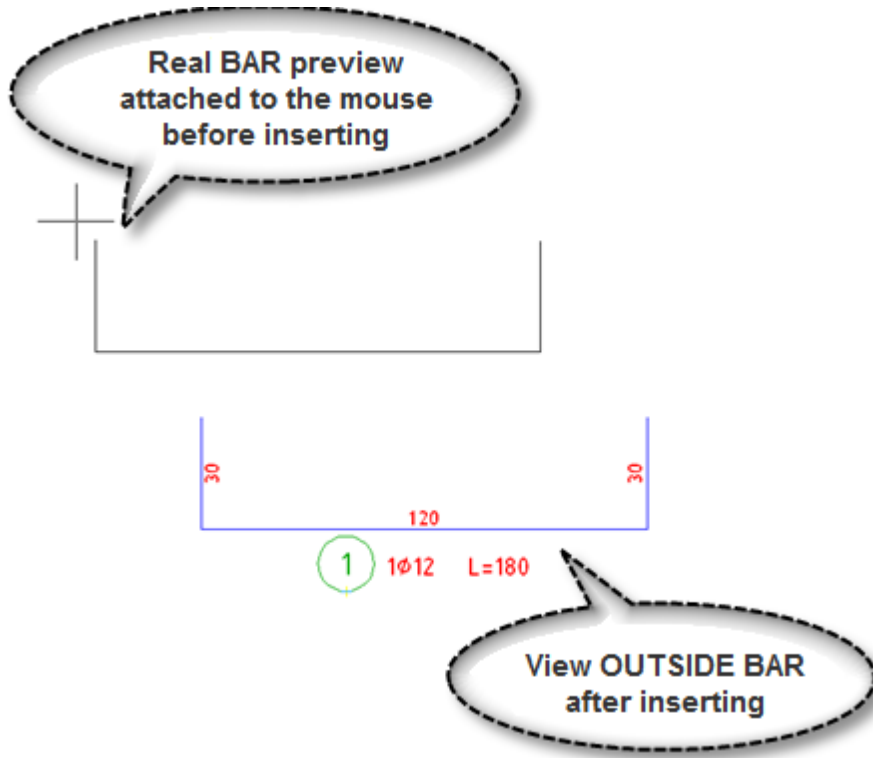 Real BAR preview
attached to the mouse
before inserting
30
30
120
1
1ϕ12 L=180
View OUTSIDE BAR
after inserting